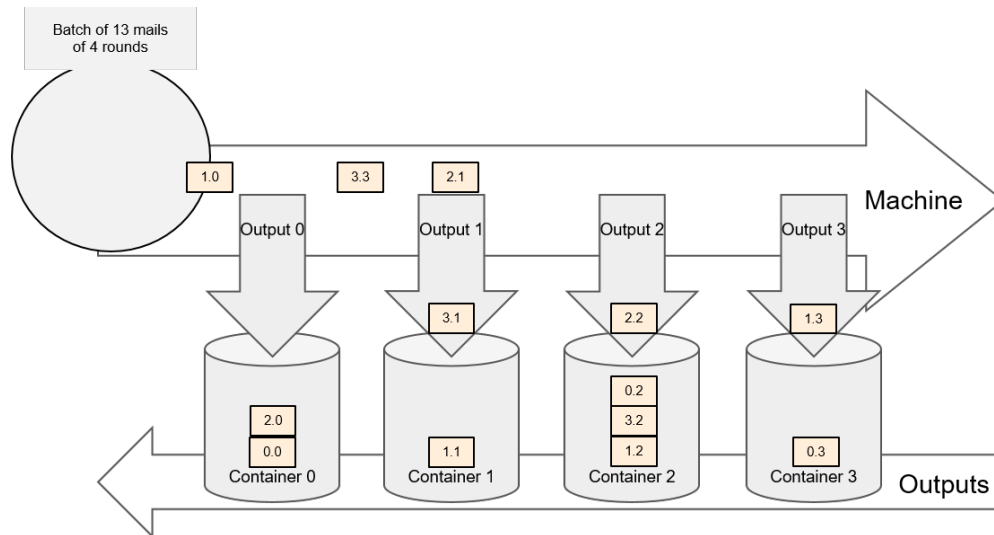 Batch of 13 mails
of 4 rounds
1.0
3.3
2.1
Machine
Output 0
Output 1
Output 2
Output 3
3.1
2.2
1.3
0.2
2.0
3.2
0.0
1.1
1.2
0.3
Container 0
Container 1
Container 2
Container 3
Outputs